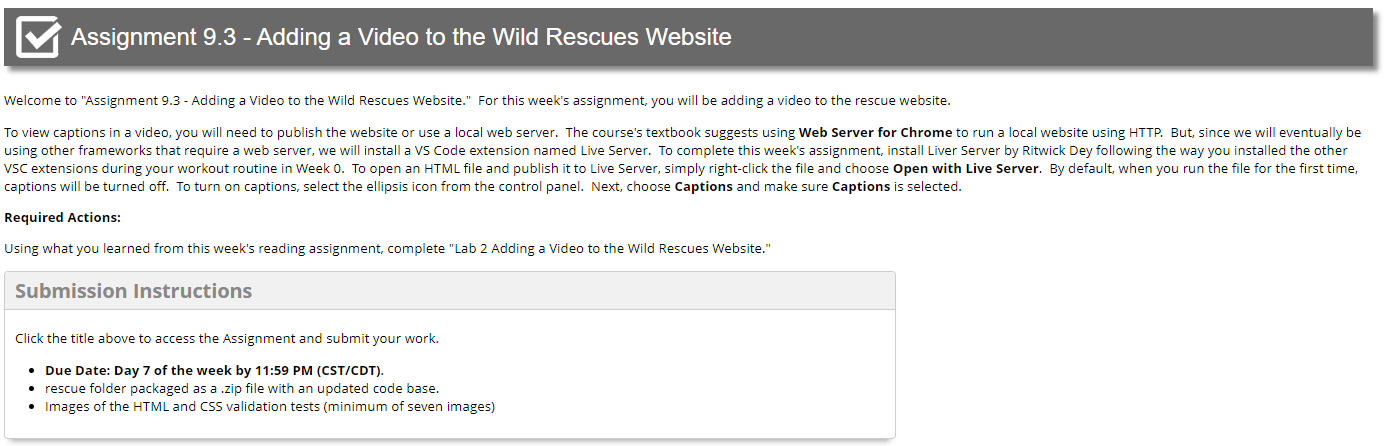 Assignment 9.3 - Adding a Video to the Wild Rescues Website
Welcome to "Assignment 9.3 - Adding a Video to the Wild Rescues Website."  For this week's assignment, you will be adding a video to the rescue website.
To view captions in a video, you will need to publish the website or use a local web server.  The course's textbook suggests using Web Server for Chrome to run a local website using HTTP.  But, since we will eventually be
using other frameworks that require a web server, we will install a VS Code extension named Live Server.  To complete this week's assignment, install Liver Server by Ritwick Dey following the way you installed the other
VSC extensions during your workout routine in Week 0.  To open an HTML file and publish it to Live Server, simply right-click the file and choose Open with Live Server.  By default, when you run the file for the first time,
captions will be turned off.  To turn on captions, select the ellipsis icon from the control panel.  Next, choose Captions and make sure Captions is selected.
Required Actions:
Using what you learned from this week's reading assignment, complete "Lab 2 Adding a Video to the Wild Rescues Website."
Submission Instructions
Click the title above to access the Assignment and submit your work.
• Due Date: Day 7 of the week by 11:59 PM (CST/CDT).
• rescue folder packaged as a .zip file with an updated code base.
• Images of the HTML and CSS validation tests (minimum of seven images)